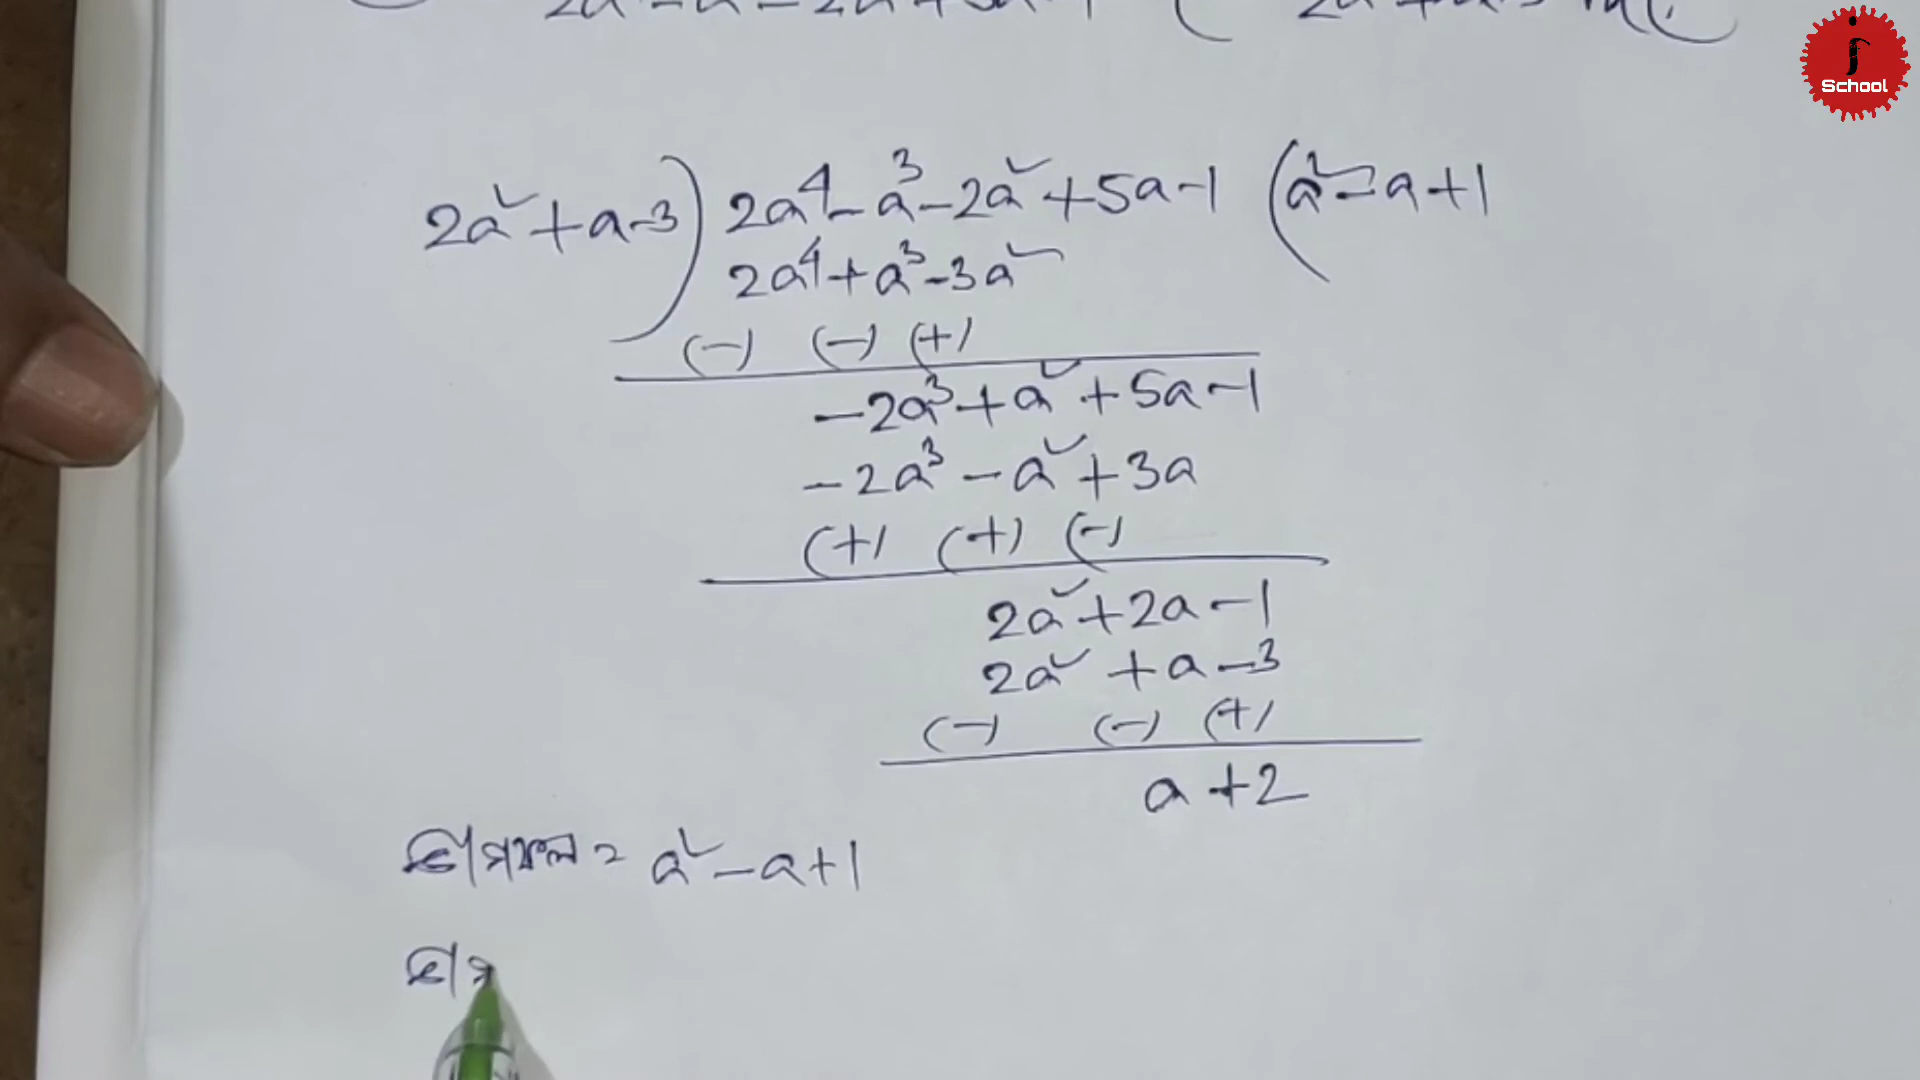 School
2a² + a - 3 ) 2a⁴ - a³ - 2a² + 5a - 1 ( a² - a + 1
2a⁴ + a³ - 3a²
(-) (-) (+)
-2a³ + a² + 5a - 1
-2a³ - a² + 3a
(+) (+) (-)
2a² + 2a - 1
2a² + a - 3
(-) (-) (+)
a + 2
ଭାଗଫଳ = a² - a + 1
ଭାଗ